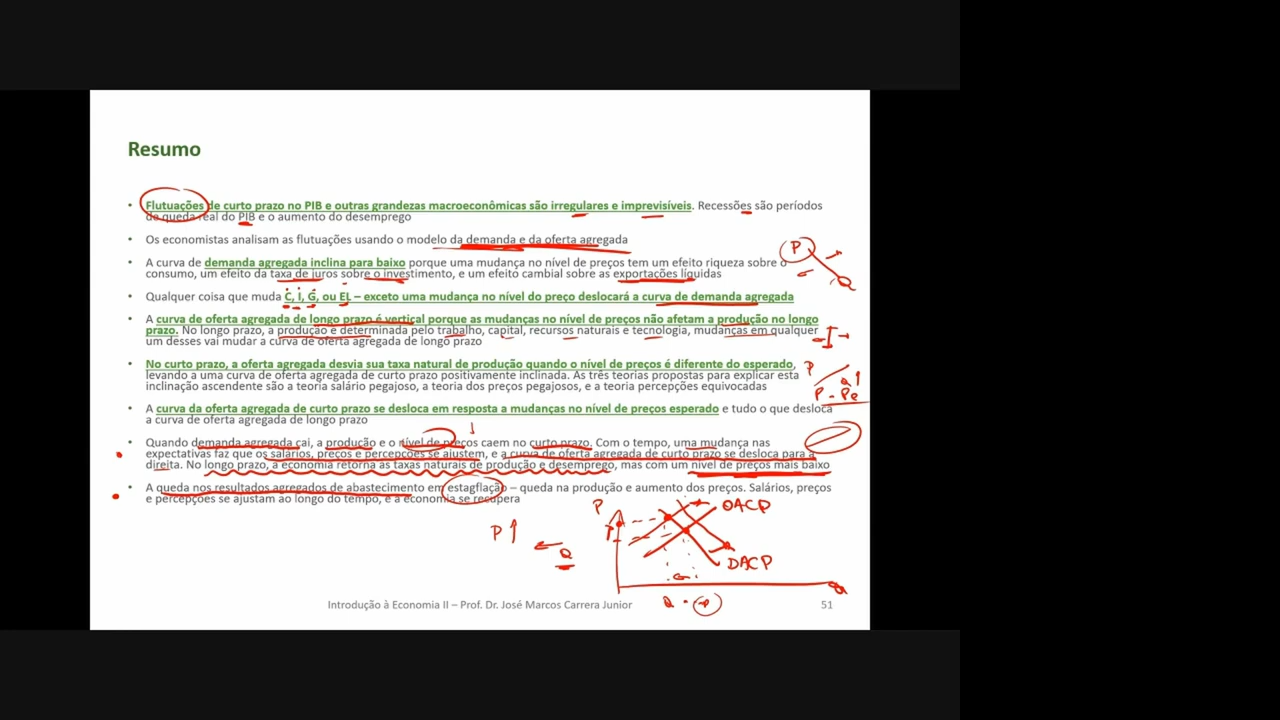 Resumo
• Flutuações de curto prazo no PIB e outras grandezas macroeconômicas são irregulares e imprevisíveis. Recessões são períodos
de queda real do PIB e o aumento do desemprego
• Os economistas analisam as flutuações usando o modelo da demanda e da oferta agregada
• A curva de demanda agregada inclina para baixo porque uma mudança no nível de preços tem um efeito riqueza sobre o
consumo, um efeito da taxa de juros sobre o investimento, e um efeito cambial sobre as exportações líquidas
P
Q
• Qualquer coisa que muda C, I, G, ou EL – exceto uma mudança no nível do preço deslocará a curva de demanda agregada
• A curva de oferta agregada de longo prazo é vertical porque as mudanças no nível de preços não afetam a produção no longo
prazo. No longo prazo, a produção e determinada pelo trabalho, capital, recursos naturais e tecnologia, mudanças em qualquer
um desses vai mudar a curva de oferta agregada de longo prazo
• No curto prazo, a oferta agregada desvia sua taxa natural de produção quando o nível de preços é diferente do esperado,
levando a uma curva de oferta agregada de curto prazo positivamente inclinada. As três teorias propostas para explicar esta
inclinação ascendente são a teoria salário pegajoso, a teoria dos preços pegajosos, e a teoria percepções equivocadas
P
Q↑
P - Pe
• A curva da oferta agregada de curto prazo se desloca em resposta a mudanças no nível de preços esperado e tudo o que desloca
a curva de oferta agregada de longo prazo
• Quando demanda agregada cai, a produção e o nível de preços caem no curto prazo. Com o tempo, uma mudança nas
expectativas faz que os salários, preços e percepções se ajustem, e a curva de oferta agregada de curto prazo se desloca para a
direita. No longo prazo, a economia retorna as taxas naturais de produção e desemprego, mas com um nível de preços mais baixo
• A queda nos resultados agregados de abastecimento em estagflação – queda na produção e aumento dos preços. Salários, preços
e percepções se ajustam ao longo do tempo, e a economia se recupera
P
OACP
P↑
P
Q
DACP
Q
Introdução à Economia II – Prof. Dr. José Marcos Carrera Junior
51